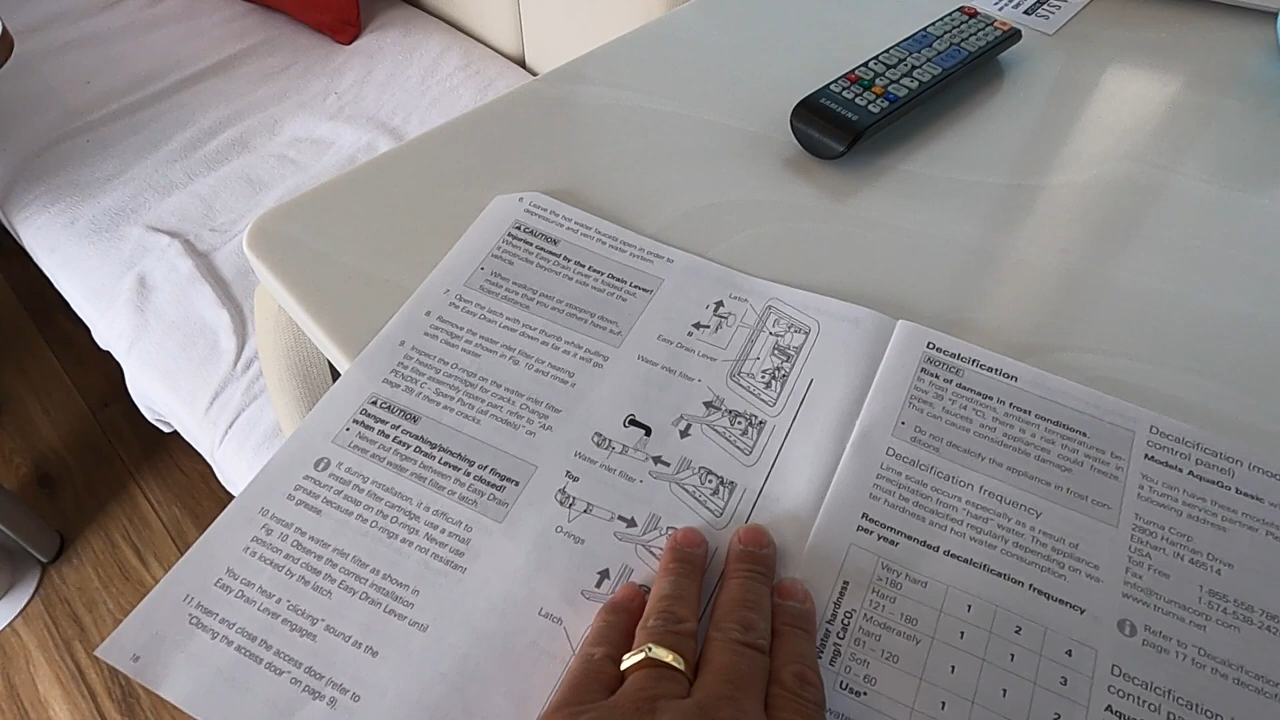 SAMSUNG
6. Leave the hot water faucets open in order to
depressurize and vent the water system.
CAUTION
Injuries caused by the Easy Drain Lever!
When the Easy Drain Lever is folded out,
it protrudes beyond the side wall of the
vehicle.
• When walking past or stooping down,
make sure that you (and others) have suf-
ficient distance.
7. Open the latch with your thumb while pulling
the Easy Drain Lever down as far as it will go.
8. Remove the water inlet filter (or heating
cartridge) as shown in Fig. 10 and rinse it
with clean water.
9. Inspect the O-rings on the water inlet filter
(or heating cartridge) for cracks. Change
the filter assembly (spare part, refer to "AP-
PENDIX C - Spare Parts (all models)" on
page 39) if there are cracks.
CAUTION
Danger of crushing/pinching of fingers
when the Easy Drain Lever is closed!
• Never put fingers between the Easy Drain
Lever and water inlet filter or latch.
If, during installation, it is difficult to
install the filter cartridge, use a small
amount of soap on the O-rings. Never use
grease because the O-rings are not resistant
to grease.
10. Install the water inlet filter as shown in
Fig. 10. Observe the correct installation
position and close the Easy Drain Lever until
it is locked by the latch.
You can hear a "clicking" sound as the
Easy Drain Lever engages.
11. Insert and close the access door (refer to
"Closing the access door" on page 9).
Latch
Easy Drain Lever
Water inlet filter *
Water inlet filter *
Top
O-rings
Latch
Decalcification
NOTICE
Risk of damage in frost conditions.
In frost conditions, ambient temperatures be-
low 39 °F (4 °C), there is a risk that water in
pipes, faucets and appliances could freeze.
This can cause considerable damage.
• Do not decalcify the appliance in frost con-
ditions.
Decalcification frequency
Lime scale occurs especially as a result of
precipitation from "hard" water. The appliance
must be decalcified regularly depending on wa-
ter hardness and hot water consumption.
Recommended decalcification frequency
per year
Water hardness
mg/l CaCO3
Very hard
>180 1 2 4
Hard
121 – 180 1 1 3
Moderately
hard
61 – 120 1 1 2
Soft
0 – 60 1
Use*
Decalcification
control panel)
Models AquaGo basic
You can have these
a Truma service partner
following address:
Truma Corp.
2800 Harman Drive
Elkhart, IN 46514
USA
Toll Free
Fax 1-574-538-242
info@trumacorp.com
www.truma.net
Refer to "Decalcification
page 17 for the decalcif
Decalcification
control pa